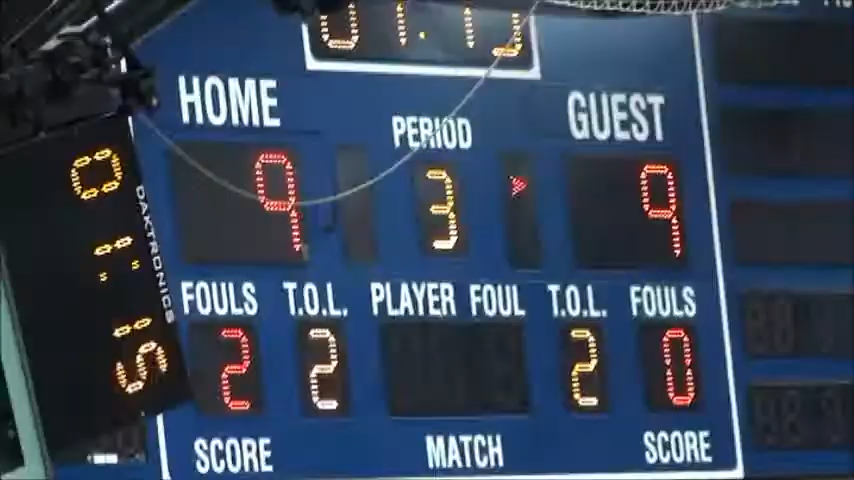 HOME GUEST
PERIOD
9 3 9
DAKTRONICS
FOULS T.O.L. PLAYER FOUL T.O.L. FOULS
2 2 2 0
SCORE MATCH SCORE